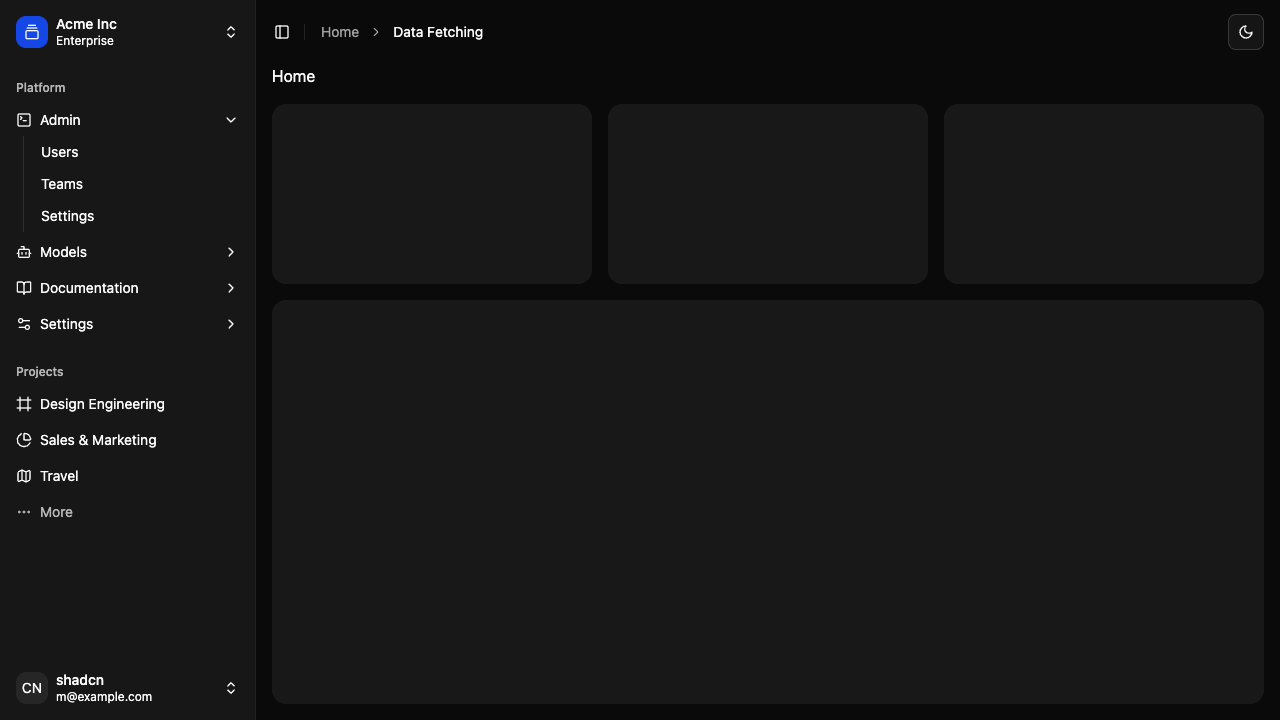 Acme Inc
Enterprise
Platform
Admin
Users
Teams
Settings
Models
Documentation
Settings
Projects
Design Engineering
Sales & Marketing
Travel
More
CN
shadcn
m@example.com
Home
Data Fetching
Home